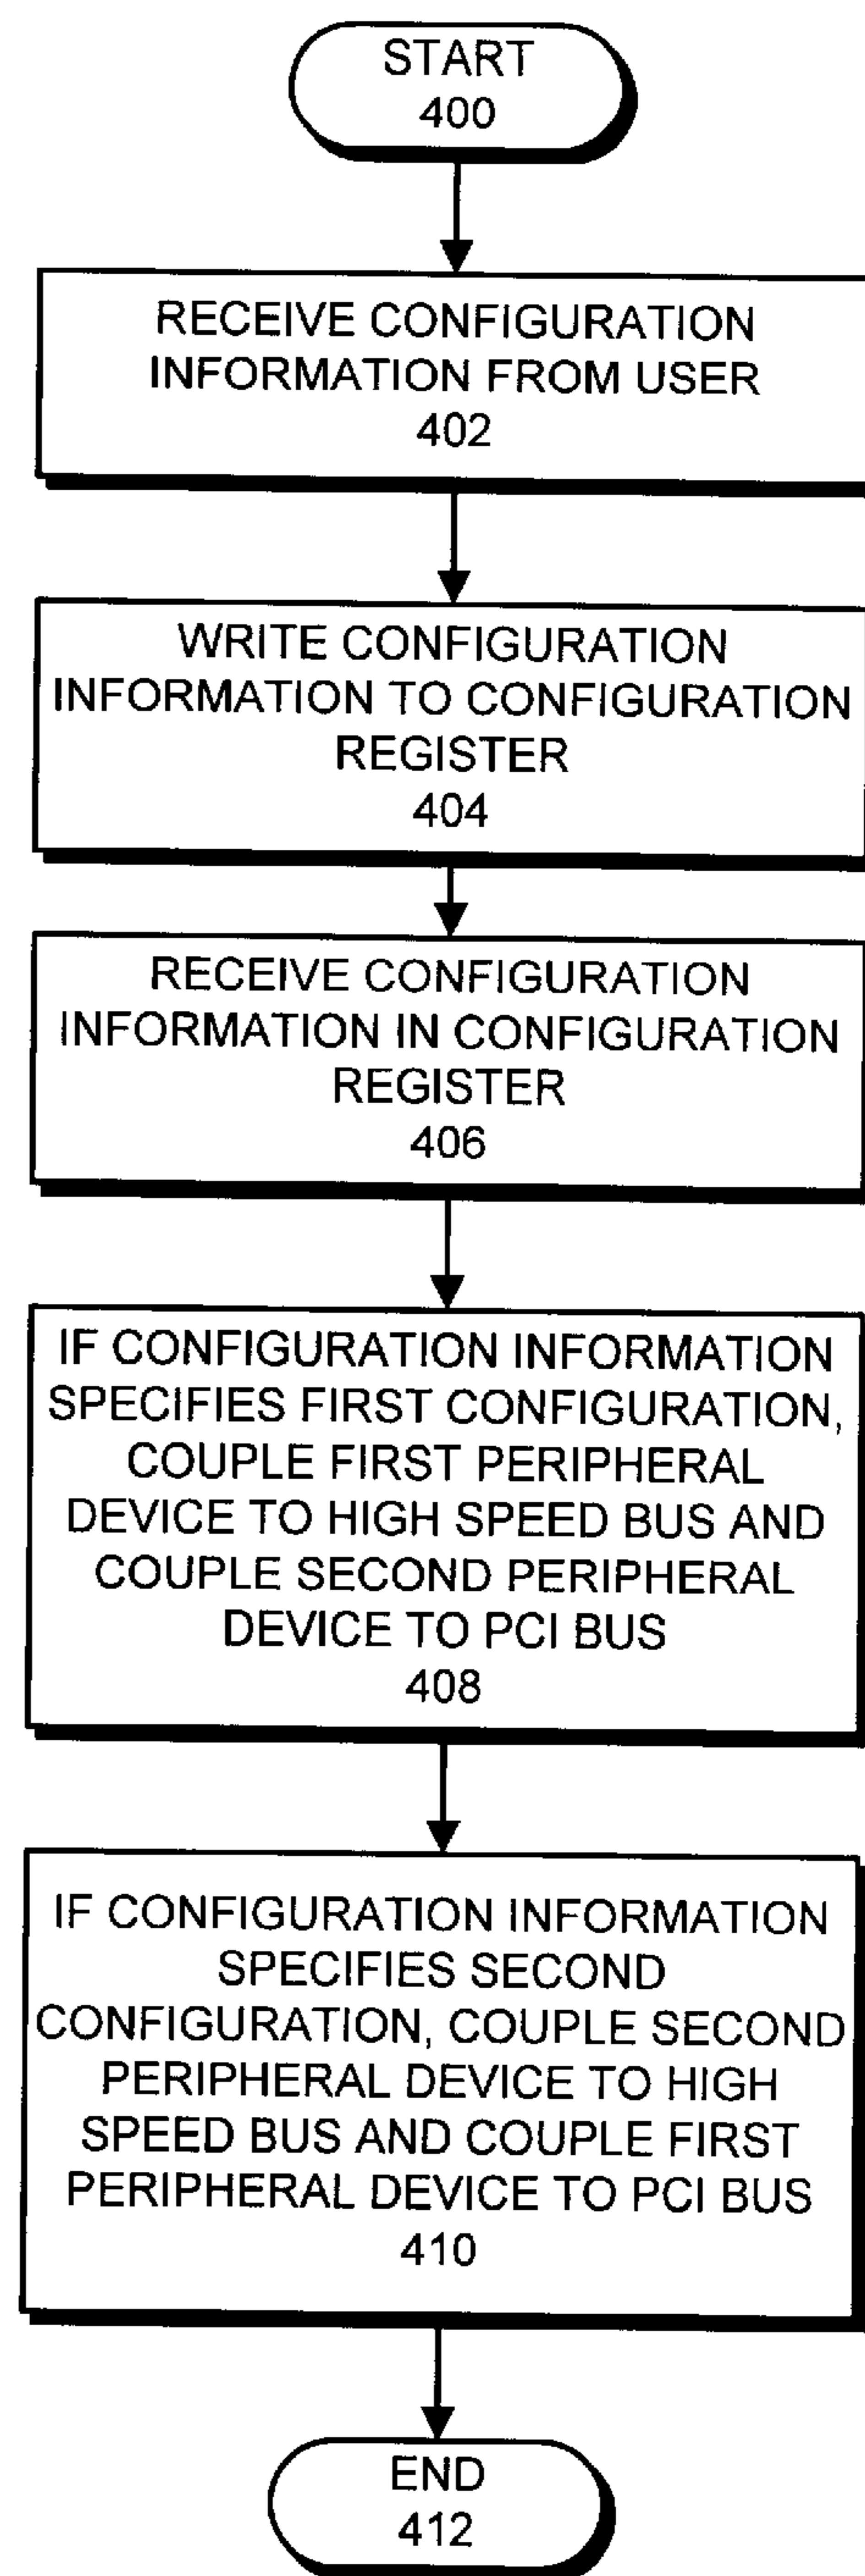 START
400
RECEIVE CONFIGURATION
INFORMATION FROM USER
402
WRITE CONFIGURATION
INFORMATION TO CONFIGURATION
REGISTER
404
RECEIVE CONFIGURATION
INFORMATION IN CONFIGURATION
REGISTER
406
IF CONFIGURATION INFORMATION
SPECIFIES FIRST CONFIGURATION,
COUPLE FIRST PERIPHERAL
DEVICE TO HIGH SPEED BUS AND
COUPLE SECOND PERIPHERAL
DEVICE TO PCI BUS
408
IF CONFIGURATION INFORMATION
SPECIFIES SECOND
CONFIGURATION, COUPLE SECOND
PERIPHERAL DEVICE TO HIGH
SPEED BUS AND COUPLE FIRST
PERIPHERAL DEVICE TO PCI BUS
410
END
412